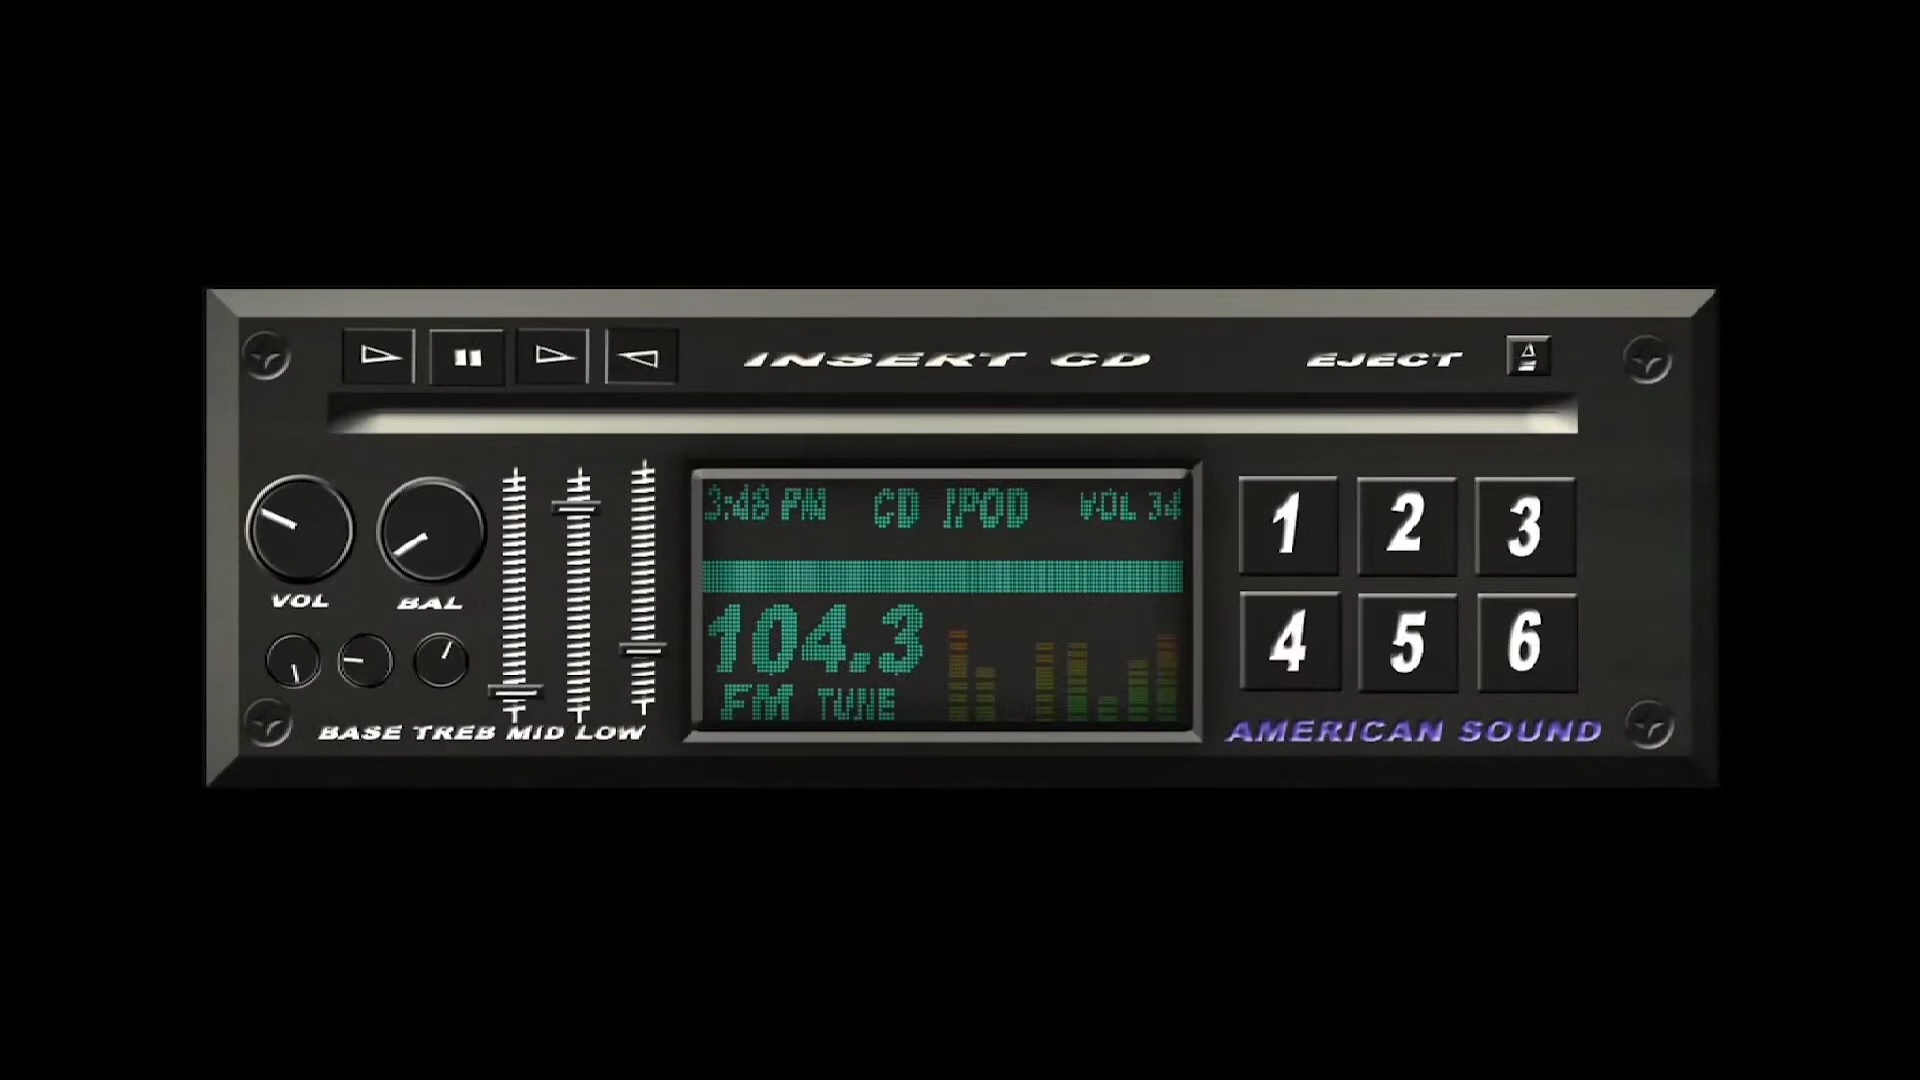 INSERT CD
EJECT
3:48 PM CD IPOD VOL 34
104.3
FM TUNE
VOL BAL
1 2 3
4 5 6
BASE TREB MID LOW
AMERICAN SOUND